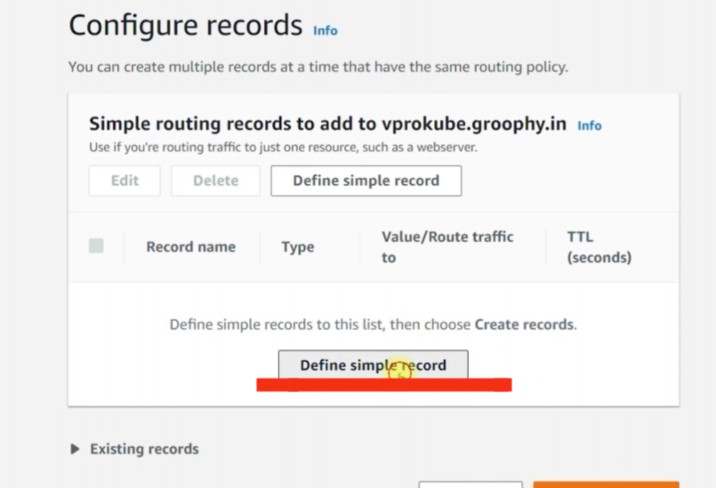 Configure records Info
You can create multiple records at a time that have the same routing policy.
Simple routing records to add to vprokube.groophy.in Info
Use if you're routing traffic to just one resource, such as a webserver.
Edit Delete Define simple record
Record name Type Value/Route traffic to TTL (seconds)
Define simple records to this list, then choose Create records.
Define simple record
Existing records